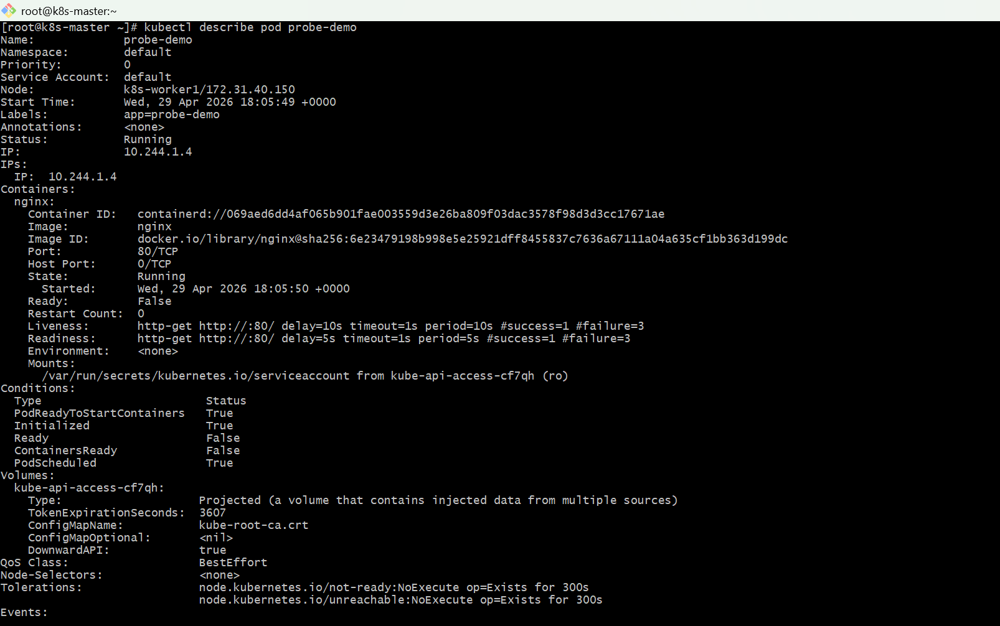 root@k8s-master:~
[root@k8s-master ~]# kubectl describe pod probe-demo
Name:             probe-demo
Namespace:        default
Priority:         0
Service Account:  default
Node:             k8s-worker1/172.31.40.150
Start Time:       Wed, 29 Apr 2026 18:05:49 +0000
Labels:           app=probe-demo
Annotations:      <none>
Status:           Running
IP:               10.244.1.4
IPs:
  IP:  10.244.1.4
Containers:
  nginx:
    Container ID:   containerd://069aed6dd4af065b901fae003559d3e26ba809f03dac3578f98d3d3cc17671ae
    Image:          nginx
    Image ID:       docker.io/library/nginx@sha256:6e23479198b998e5e25921dff8455837c7636a67111a04a635cf1bb363d199dc
    Port:           80/TCP
    Host Port:      0/TCP
    State:          Running
      Started:      Wed, 29 Apr 2026 18:05:50 +0000
    Ready:          False
    Restart Count:  0
    Liveness:       http-get http://:80/ delay=10s timeout=1s period=10s #success=1 #failure=3
    Readiness:      http-get http://:80/ delay=5s timeout=1s period=5s #success=1 #failure=3
    Environment:    <none>
    Mounts:
      /var/run/secrets/kubernetes.io/serviceaccount from kube-api-access-cf7qh (ro)
Conditions:
  Type                        Status
  PodReadyToStartContainers   True
  Initialized                 True
  Ready                       False
  ContainersReady             False
  PodScheduled                True
Volumes:
  kube-api-access-cf7qh:
    Type:                    Projected (a volume that contains injected data from multiple sources)
    TokenExpirationSeconds:  3607
    ConfigMapName:           kube-root-ca.crt
    ConfigMapOptional:       <nil>
    DownwardAPI:             true
QoS Class:                   BestEffort
Node-Selectors:              <none>
Tolerations:                 node.kubernetes.io/not-ready:NoExecute op=Exists for 300s
                             node.kubernetes.io/unreachable:NoExecute op=Exists for 300s
Events: